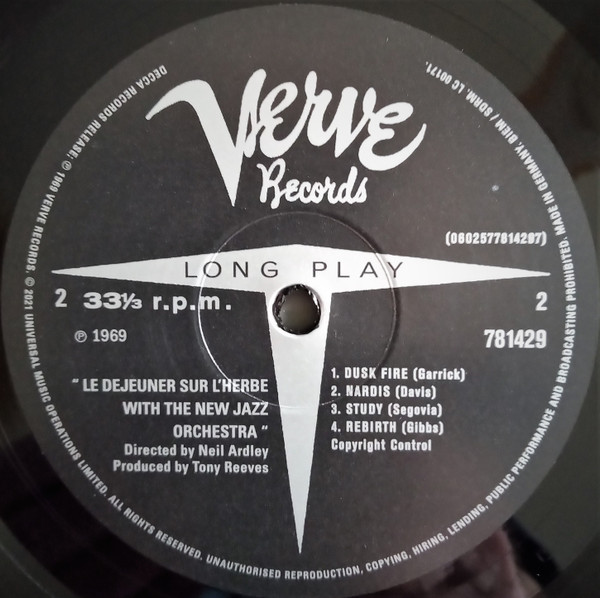 Verve
Records
(0602577814297)
LONG PLAY
2 33⅓ r.p.m.
2
℗ 1969
781429
" LE DEJEUNER SUR L'HERBE
WITH THE NEW JAZZ
ORCHESTRA "
Directed by Neil Ardley
Produced by Tony Reeves
1. DUSK FIRE (Garrick)
2. NARDIS (Davis)
3. STUDY (Segovia)
4. REBIRTH (Gibbs)
Copyright Control
DECCA RECORDS RELEASE; ℗ 1969 VERVE RECORDS. © 2021 UNIVERSAL MUSIC OPERATIONS LIMITED. ALL RIGHTS RESERVED. UNAUTHORISED REPRODUCTION, COPYING, HIRING, LENDING, PUBLIC PERFORMANCE AND BROADCASTING PROHIBITED. MADE IN GERMANY. BIEM / SDRM. LC 00171.